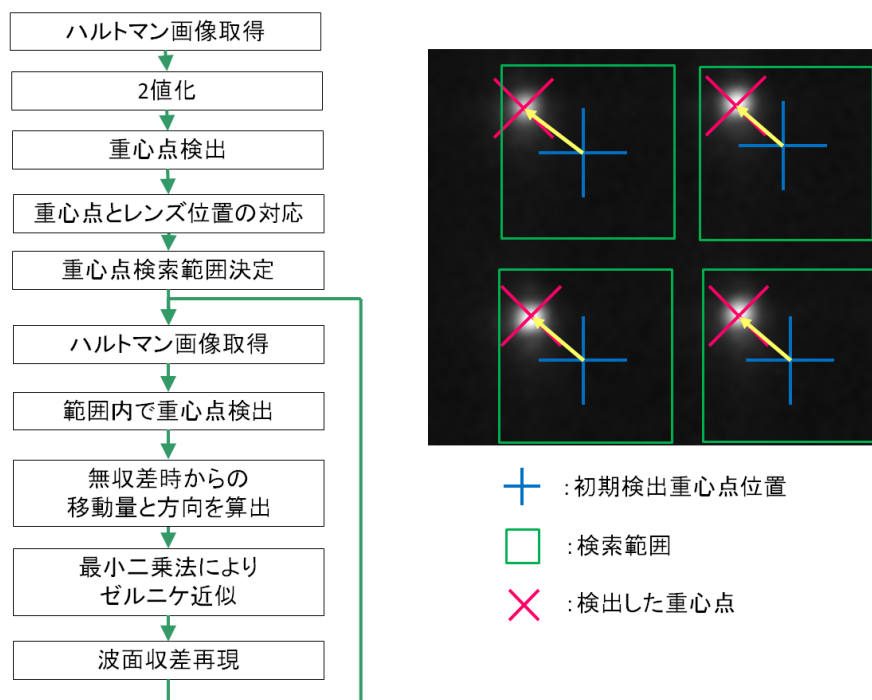 ハルトマン画像取得
2値化
重心点検出
重心点とレンズ位置の対応
重心点検索範囲決定
ハルトマン画像取得
範囲内で重心点検出
無収差時からの
移動量と方向を算出
最小二乗法により
ゼルニケ近似
波面収差再現
:初期検出重心点位置
:検索範囲
:検出した重心点